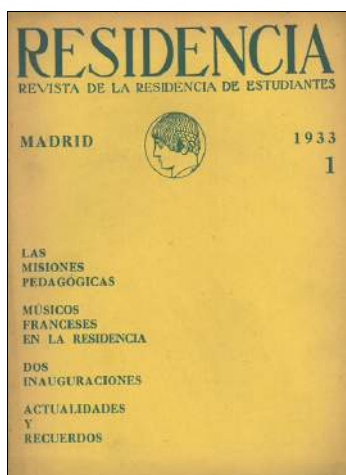 RESIDENCIA
REVISTA DE LA RESIDENCIA DE ESTUDIANTES
MADRID
1933
1
LAS
MISIONES
PEDAGÓGICAS
MÚSICOS
FRANCESES
EN LA RESIDENCIA
DOS
INAUGURACIONES
ACTUALIDADES
Y
RECUERDOS